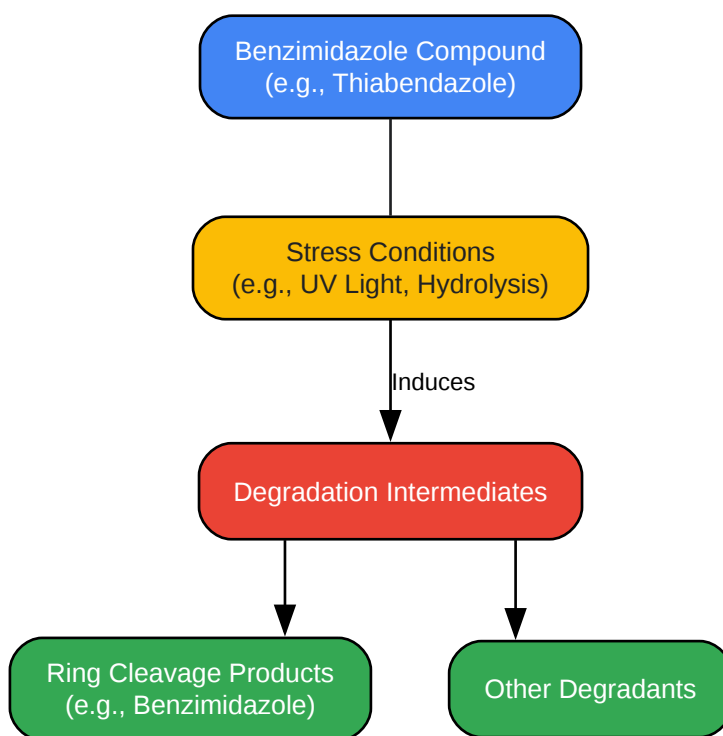 Benzimidazole Compound
(e.g., Thiabendazole)
Stress Conditions
(e.g., UV Light, Hydrolysis)
Induces
Degradation Intermediates
Ring Cleavage Products
(e.g., Benzimidazole)
Other Degradants